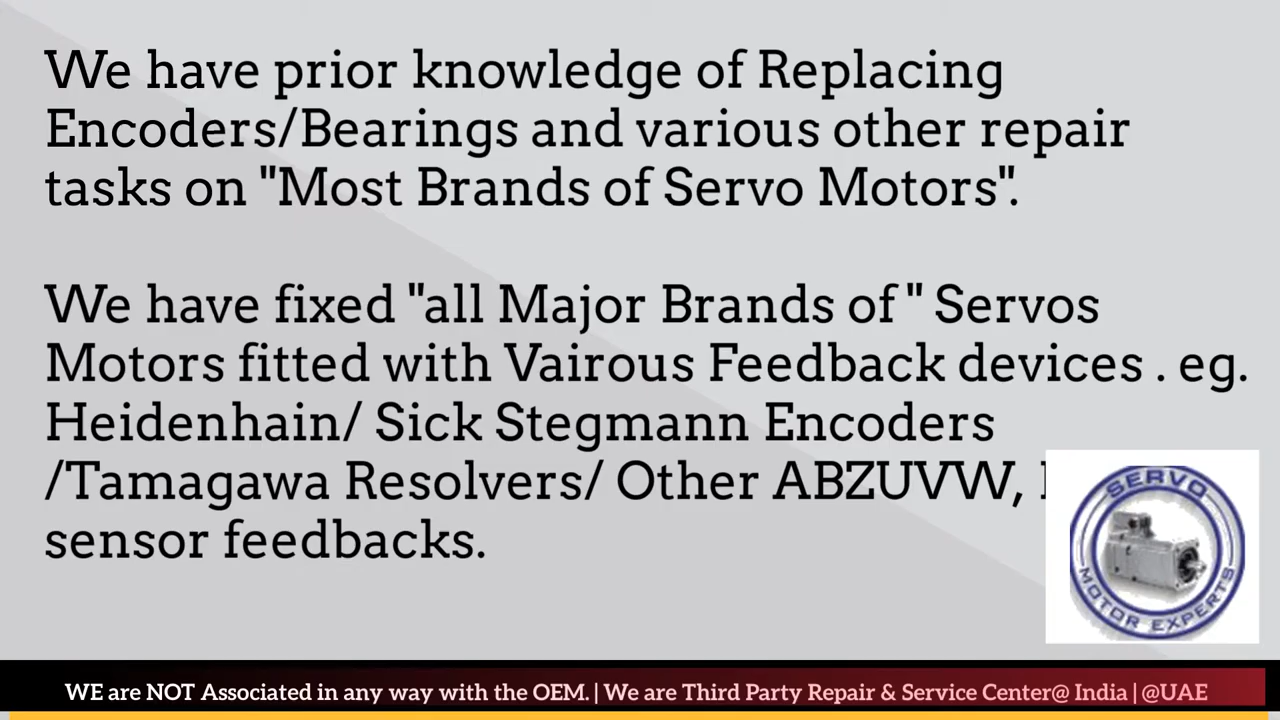 We have prior knowledge of Replacing
Encoders/Bearings and various other repair
tasks on "Most Brands of Servo Motors".
We have fixed "all Major Brands of " Servos
Motors fitted with Vairous Feedback devices . eg.
Heidenhain/ Sick Stegmann Encoders
/Tamagawa Resolvers/ Other ABZUVW,
sensor feedbacks.
SERVO
MOTOR EXPERTS
WE are NOT Associated in any way with the OEM. | We are Third Party Repair & Service Center@ India | @UAE